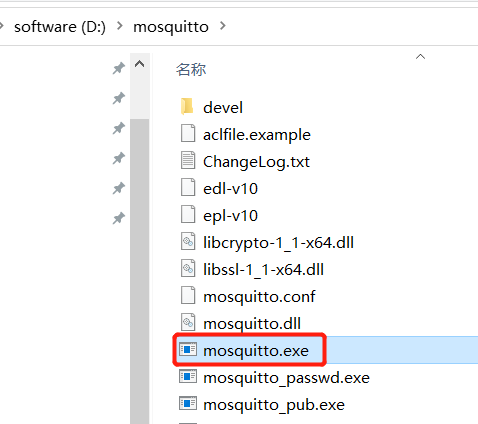 software (D:) mosquitto
名称
devel
aclfile.example
ChangeLog.txt
edl-v10
epl-v10
libcrypto-1_1-x64.dll
libssl-1_1-x64.dll
mosquitto.conf
mosquitto.dll
mosquitto.exe
mosquitto_passwd.exe
mosquitto_pub.exe